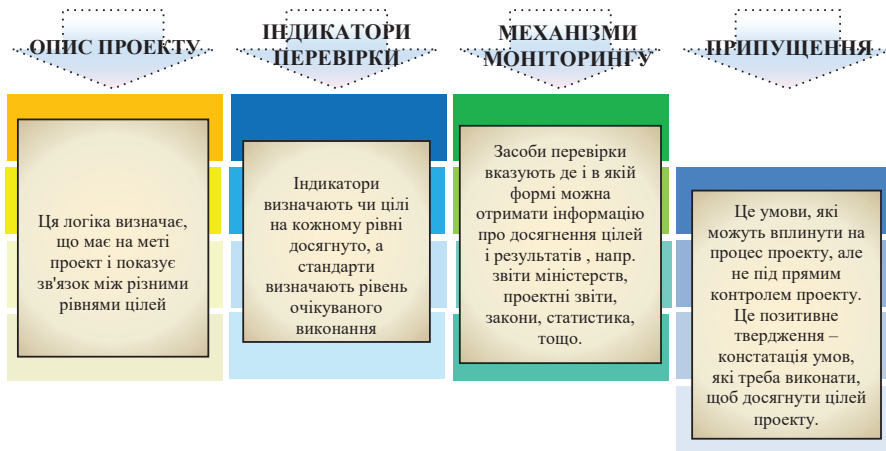 ОПИС ПРОЕКТУ
ІНДИКАТОРИ
ПЕРЕВІРКИ
МЕХАНІЗМИ
МОНІТОРИНГУ
ПРИПУЩЕННЯ
Ця логіка визначає,
що має на меті
проект і показує
зв'язок між різними
рівнями цілей
Індикатори
визначають чи цілі
на кожному рівні
досягнуто, а
стандарти
визначають рівень
очікуваного
виконання
Засоби перевірки
вказують де і в якій
формі можна
отримати інформацію
про досягнення цілей
і результатів , напр.
звіти міністерств,
проектні звіти,
закони, статистика,
тощо.
Це умови, які
можуть вплинути на
процес проекту, але
не під прямим
контролем проекту.
Це позитивне
твердження –
констатація умов,
які треба виконати,
щоб досягнути цілей
проекту.